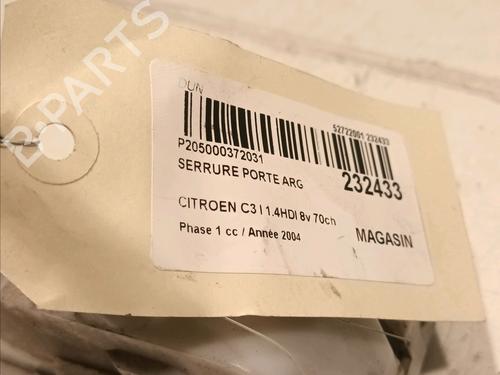 B-PARTS
DUN
52722001 232433
P205000372031
SERRURE PORTE ARG
232433
CITROEN C3 I 1.4HDI 8v 70ch
Phase 1 cc / Année 2004
MAGASIN